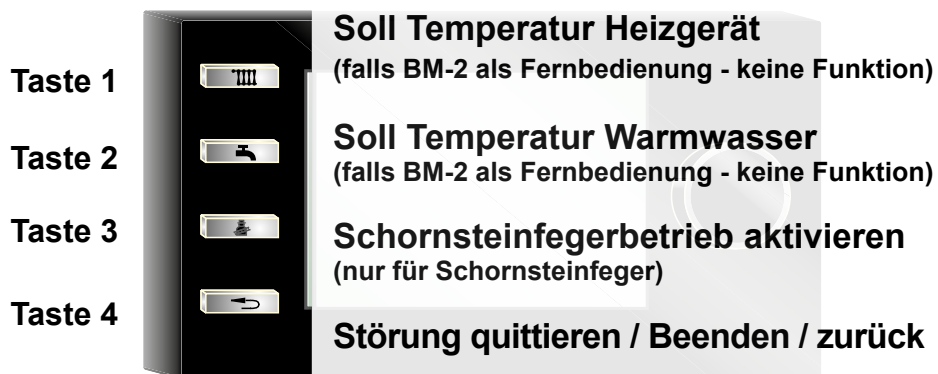 Taste 1
Soll Temperatur Heizgerät
(falls BM-2 als Fernbedienung - keine Funktion)
Taste 2
Soll Temperatur Warmwasser
(falls BM-2 als Fernbedienung - keine Funktion)
Taste 3
Schornsteinfegerbetrieb aktivieren
(nur für Schornsteinfeger)
Taste 4
Störung quittieren / Beenden / zurück